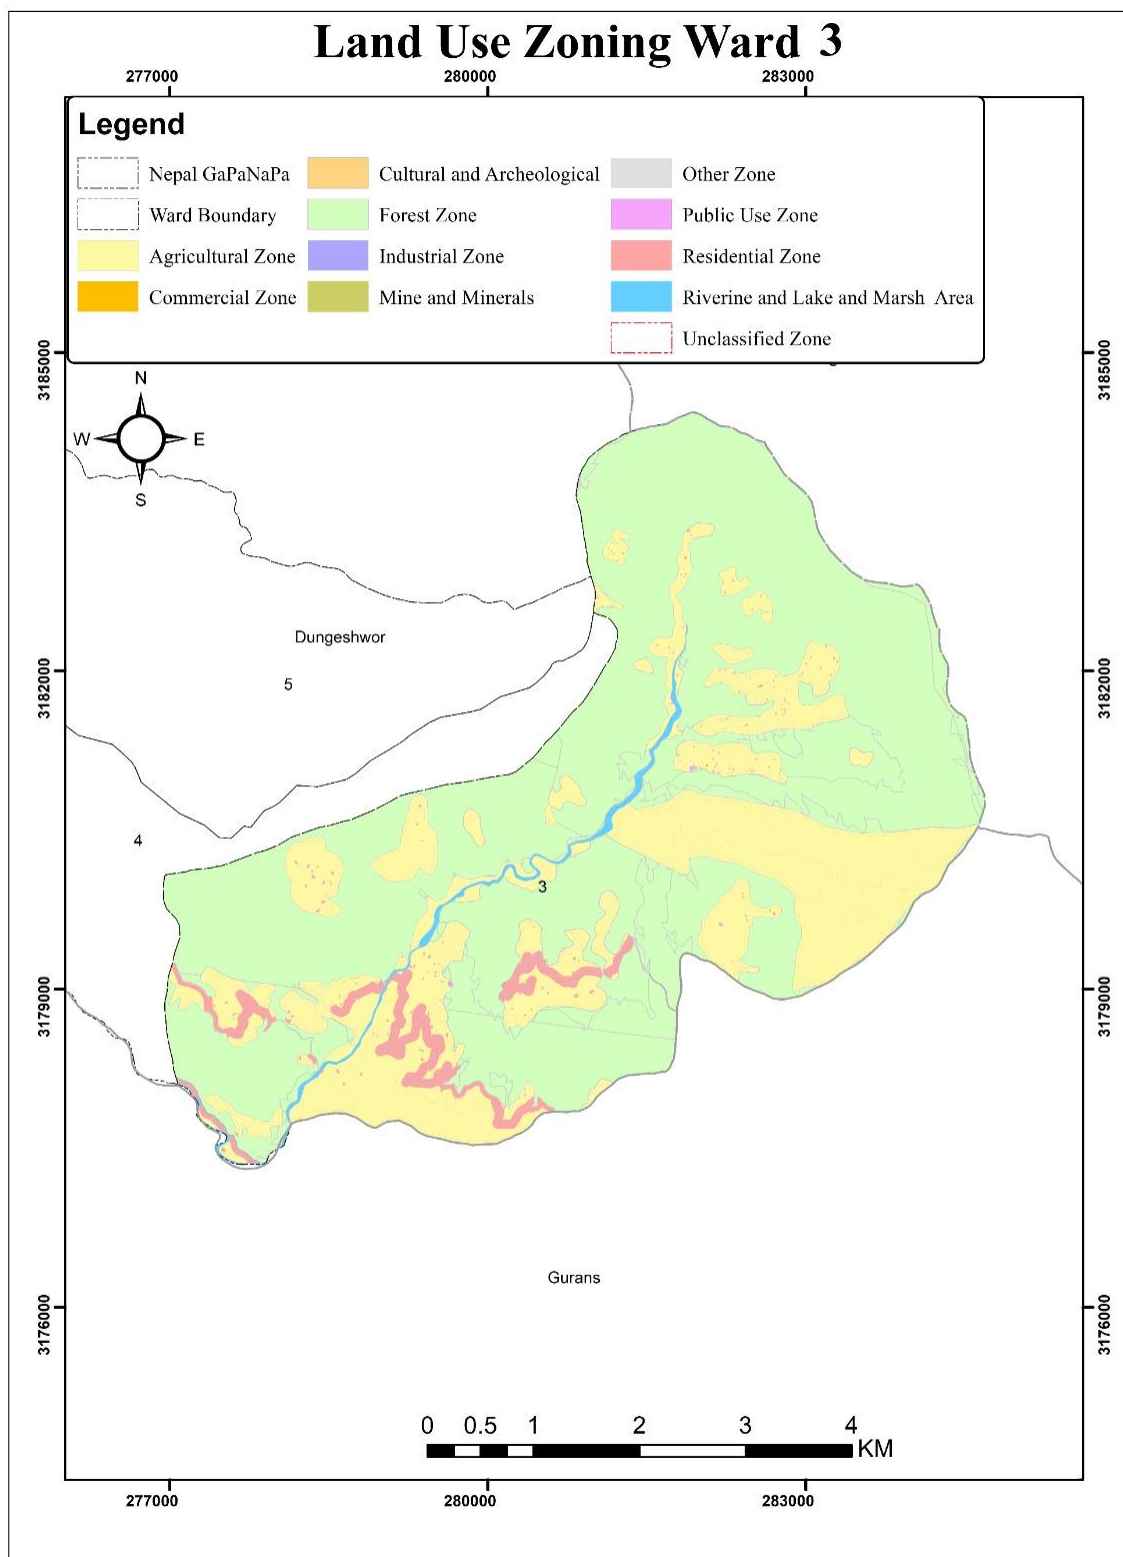 Land Use Zoning Ward 3
277000 280000 283000
Legend
Nepal GaPaNaPa
Ward Boundary
Agricultural Zone
Commercial Zone
Cultural and Archeological
Forest Zone
Industrial Zone
Mine and Minerals
Other Zone
Public Use Zone
Residential Zone
Riverine and Lake and Marsh Area
Unclassified Zone
3185000 3185000
N
W E
S
Dungeshwor
5
3182000 3182000
4
3
3179000 3179000
Gurans
3176000 3176000
0 0.5 1 2 3 4
KM
277000 280000 283000